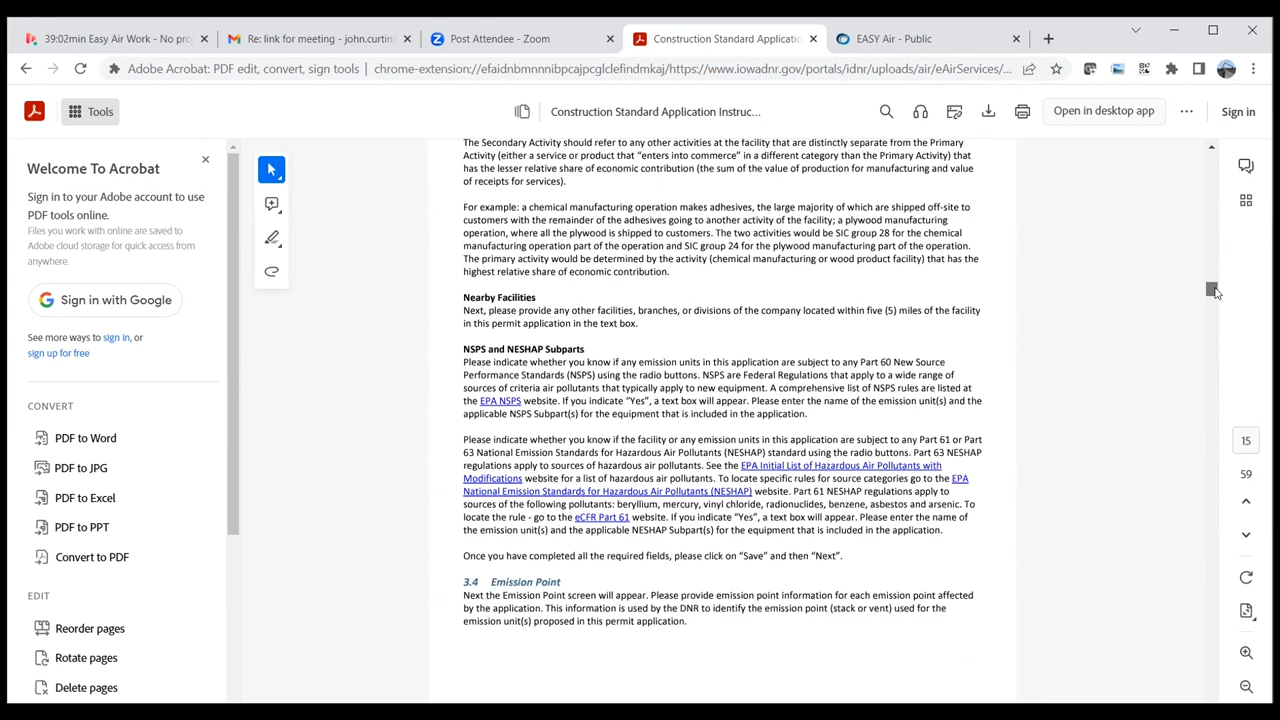 39:02min Easy Air Work - No pro
Re: link for meeting - john.curtin
Post Attendee - Zoom
Construction Standard Applicatio
EASY Air - Public
Adobe Acrobat: PDF edit, convert, sign tools
chrome-extension://efaidnbmnnnibpcajpcglclefindmkaj/https://www.iowadnr.gov/portals/idnr/uploads/air/eAirServices/...
Tools
Construction Standard Application Instruc...
Open in desktop app
Sign in
Welcome To Acrobat
Sign in to your Adobe account to use
PDF tools online.
Files you work with online are saved to
Adobe cloud storage for quick access from
anywhere.
Sign in with Google
See more ways to sign in, or
sign up for free
CONVERT
PDF to Word
PDF to JPG
PDF to Excel
PDF to PPT
Convert to PDF
EDIT
Reorder pages
Rotate pages
Delete pages
The Secondary Activity should refer to any other activities at the facility that are distinctly separate from the Primary
Activity (either a service or product that “enters into commerce” in a different category than the Primary Activity) that
has the lesser relative share of economic contribution (the sum of the value of production for manufacturing and value
of receipts for services).
For example: a chemical manufacturing operation makes adhesives, the large majority of which are shipped off-site to
customers with the remainder of the adhesives going to another activity of the facility; a plywood manufacturing
operation, where all the plywood is shipped to customers. The two activities would be SIC group 28 for the chemical
manufacturing operation part of the operation and SIC group 24 for the plywood manufacturing part of the operation.
The primary activity would be determined by the activity (chemical manufacturing or wood product facility) that has the
highest relative share of economic contribution.
Nearby Facilities
Next, please provide any other facilities, branches, or divisions of the company located within five (5) miles of the facility
in this permit application in the text box.
NSPS and NESHAP Subparts
Please indicate whether you know if any emission units in this application are subject to any Part 60 New Source
Performance Standards (NSPS) using the radio buttons. NSPS are Federal Regulations that apply to a wide range of
sources of criteria air pollutants that typically apply to new equipment. A comprehensive list of NSPS rules are listed at
the EPA NSPS website. If you indicate “Yes”, a text box will appear. Please enter the name of the emission unit(s) and the
applicable NSPS Subpart(s) for the equipment that is included in the application.
Please indicate whether you know if the facility or any emission units in this application are subject to any Part 61 or Part
63 National Emission Standards for Hazardous Air Pollutants (NESHAP) standard using the radio buttons. Part 63 NESHAP
regulations apply to sources of hazardous air pollutants. See the EPA Initial List of Hazardous Air Pollutants with
Modifications website for a list of hazardous air pollutants. To locate specific rules for source categories go to the EPA
National Emission Standards for Hazardous Air Pollutants (NESHAP) website. Part 61 NESHAP regulations apply to
sources of the following pollutants: beryllium, mercury, vinyl chloride, radionuclides, benzene, asbestos and arsenic. To
locate the rule - go to the eCFR Part 61 website. If you indicate “Yes”, a text box will appear. Please enter the name of
the emission unit(s) and the applicable NESHAP Subpart(s) for the equipment that is included in the application.
Once you have completed all the required fields, please click on “Save” and then “Next”.
3.4 Emission Point
Next the Emission Point screen will appear. Please provide emission point information for each emission point affected
by the application. This information is used by the DNR to identify the emission point (stack or vent) used for the
emission unit(s) proposed in this permit application.
15
59